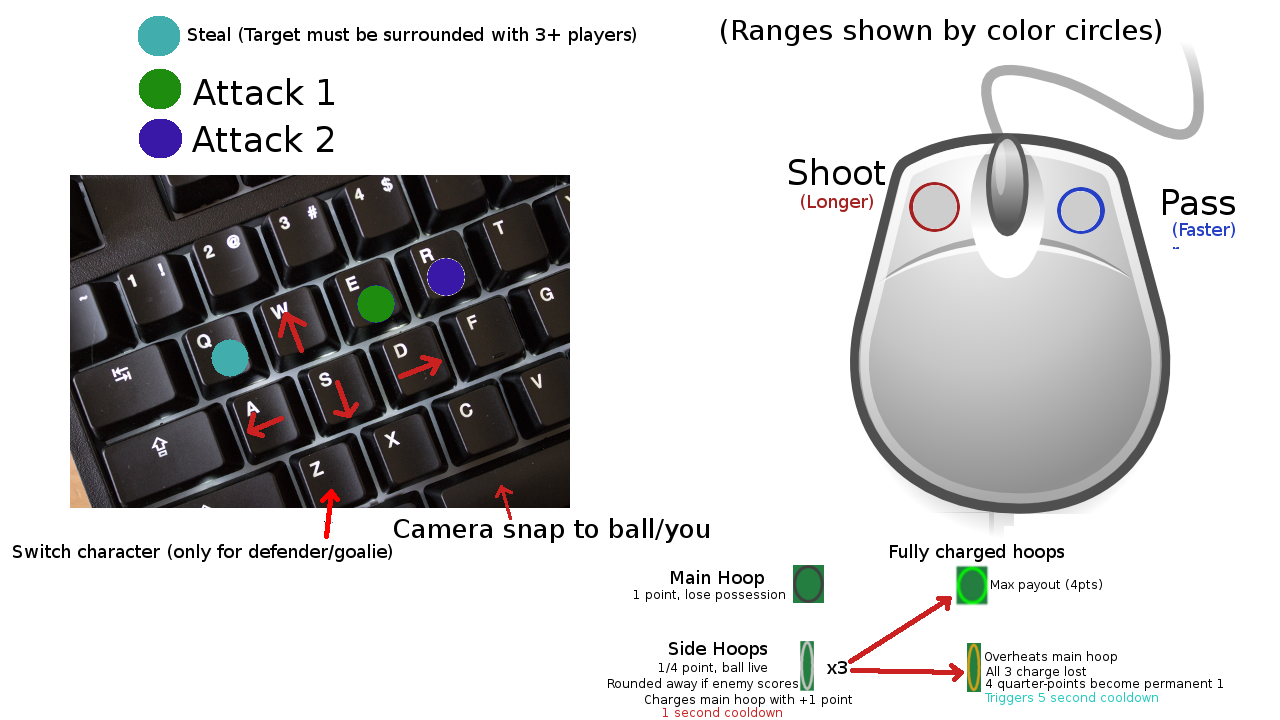 Steal (Target must be surrounded with 3+ players)
Attack 1
Attack 2
(Ranges shown by color circles)
Shoot
(Longer)
Pass
(Faster)
~ 1 ! 2 @ 3 # 4 $
Q W E R T
A S D F G
Z X C V
Camera snap to ball/you
Switch character (only for defender/goalie)
Main Hoop
1 point, lose possession
Side Hoops
1/4 point, ball live
Rounded away if enemy scores
Charges main hoop with +1 point
1 second cooldown
x3
Fully charged hoops
Max payout (4pts)
Overheats main hoop
All 3 charge lost
4 quarter-points become permanent 1
Triggers 5 second cooldown